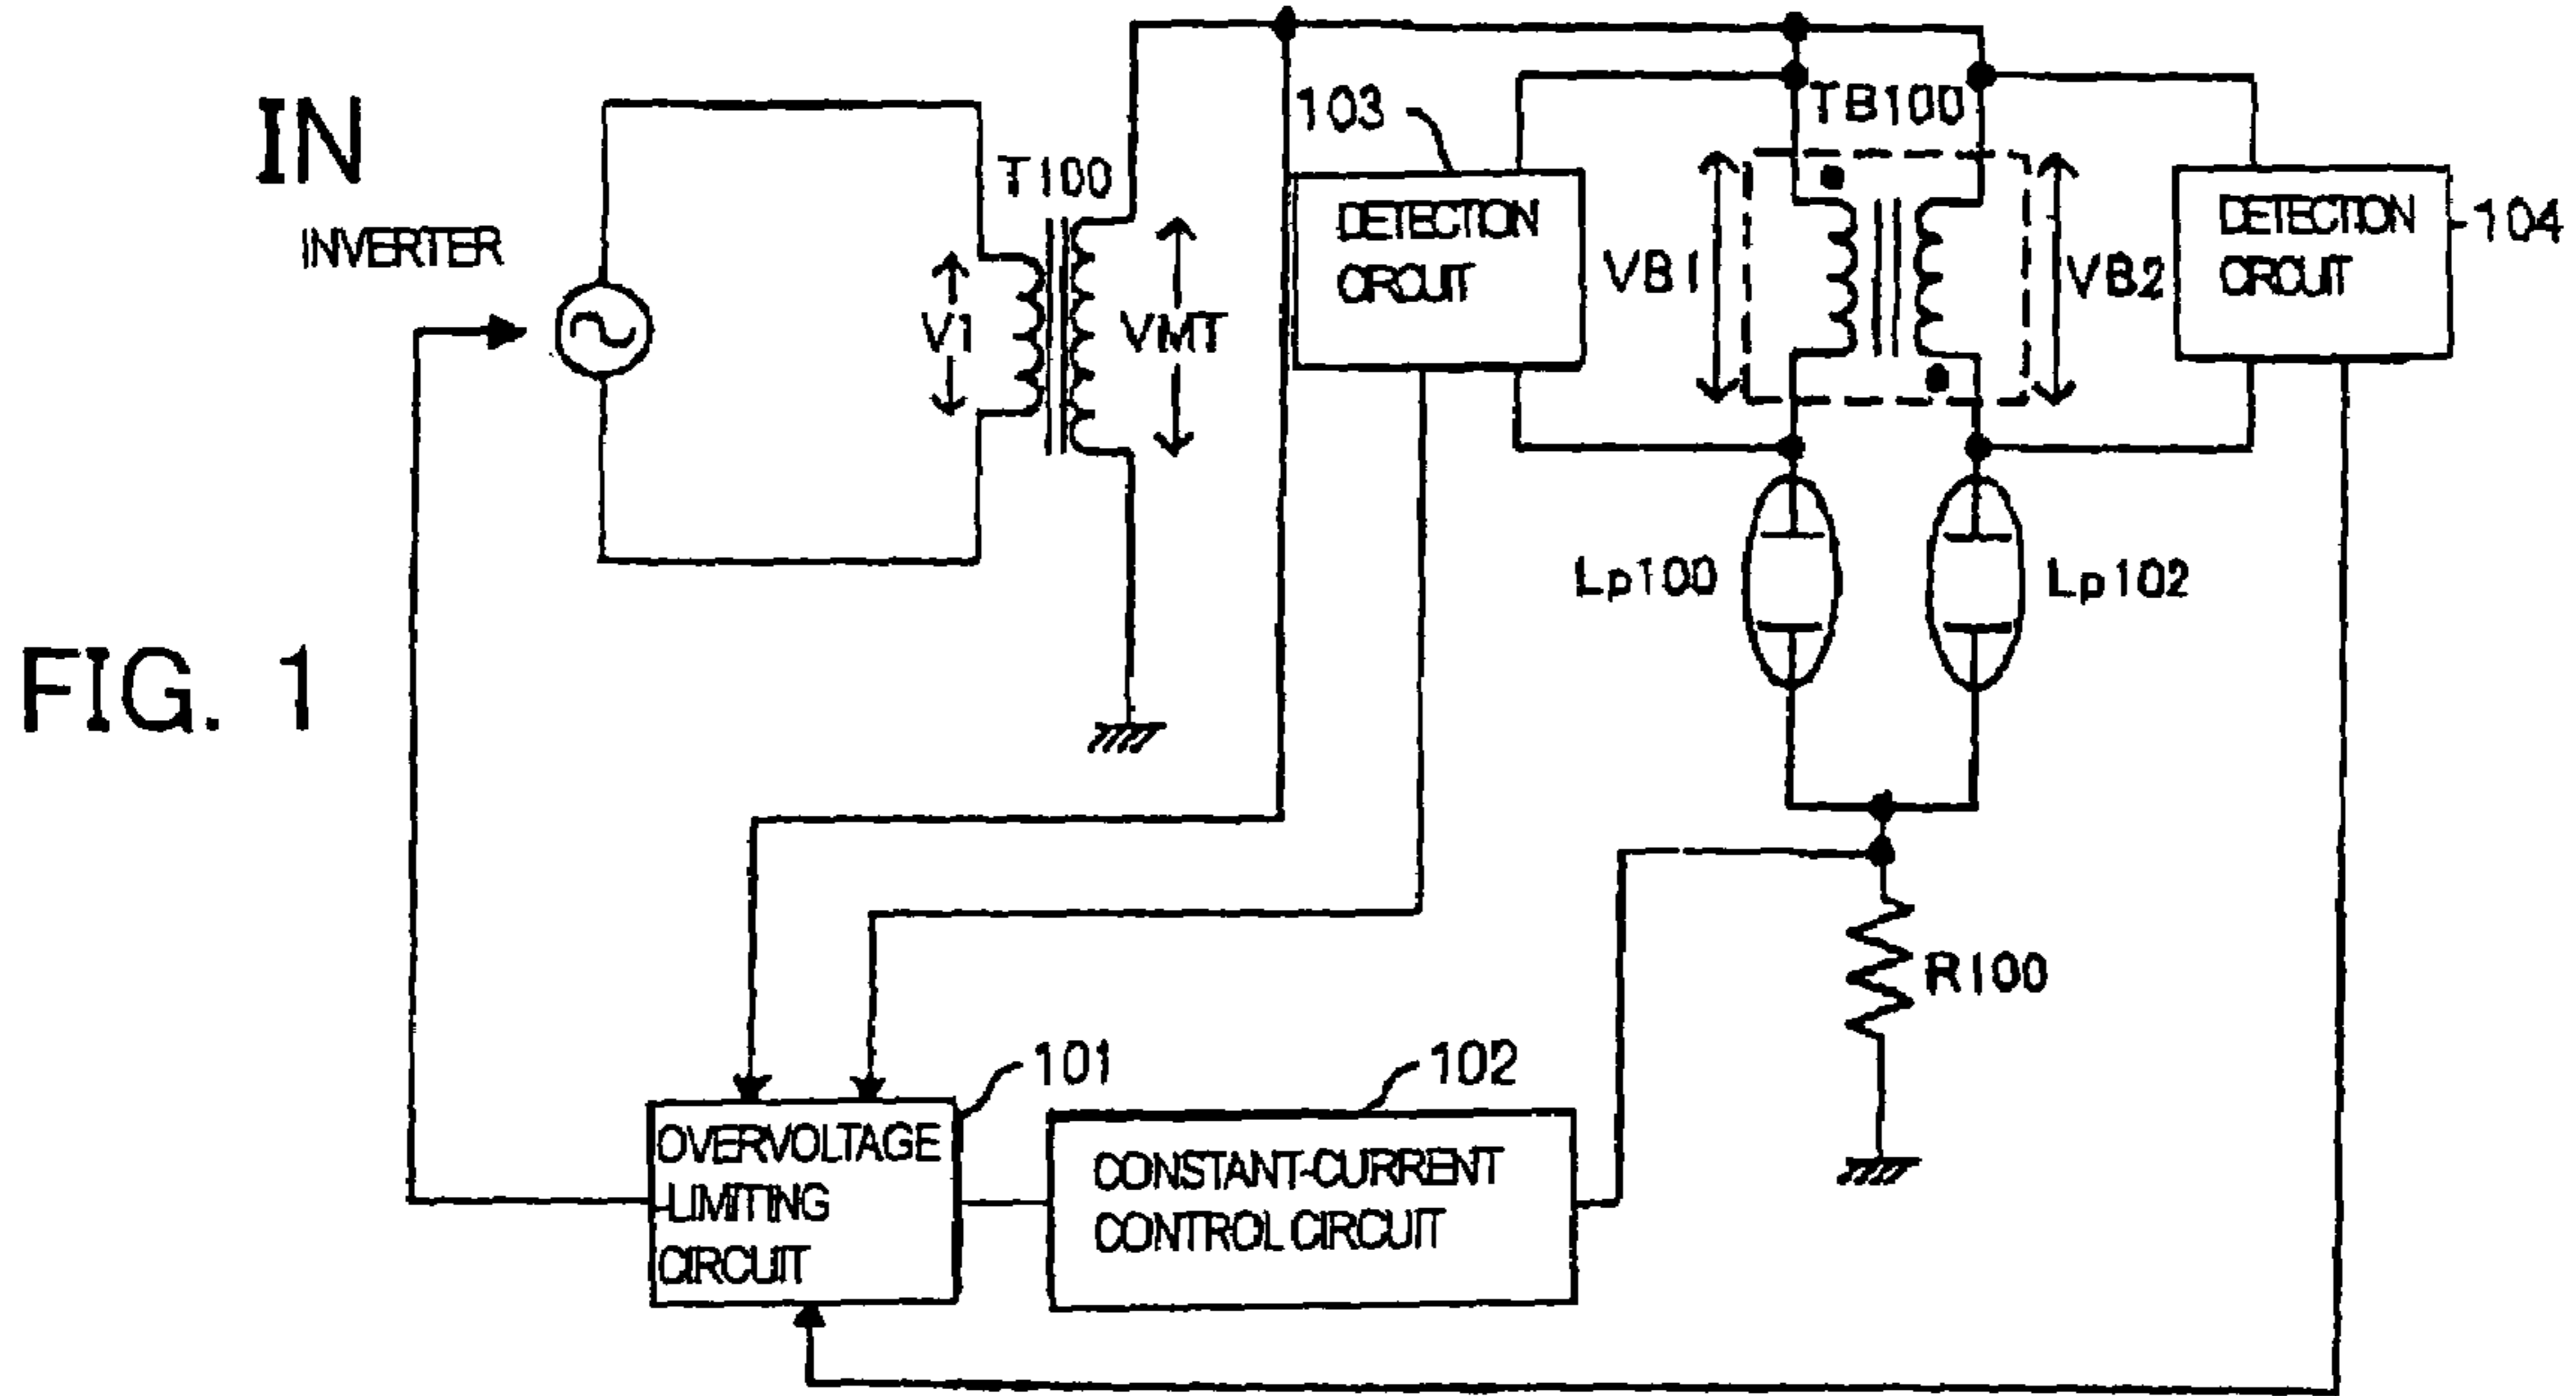 IN
INVERTER
T100
V1
VMT
103
DETECTION
CIRCUIT
TB100
VB1
VB2
DETECTION
CIRCUIT
104
Lp100
Lp102
FIG. 1
R100
101
OVERVOLTAGE
-LIMITING
CIRCUIT
102
CONSTANT-CURRENT
CONTROL CIRCUIT